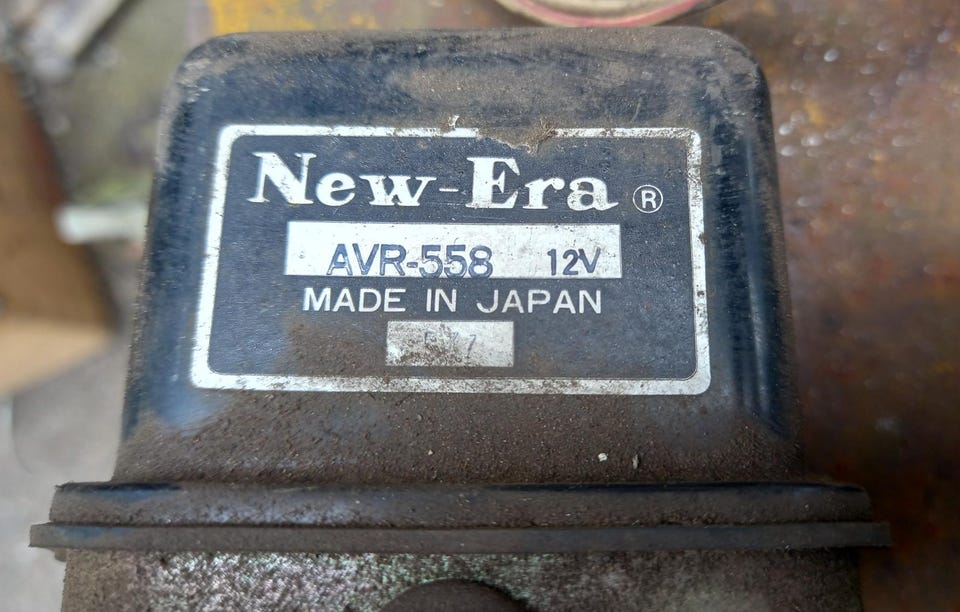 New-Era ®
AVR-558 12V
MADE IN JAPAN